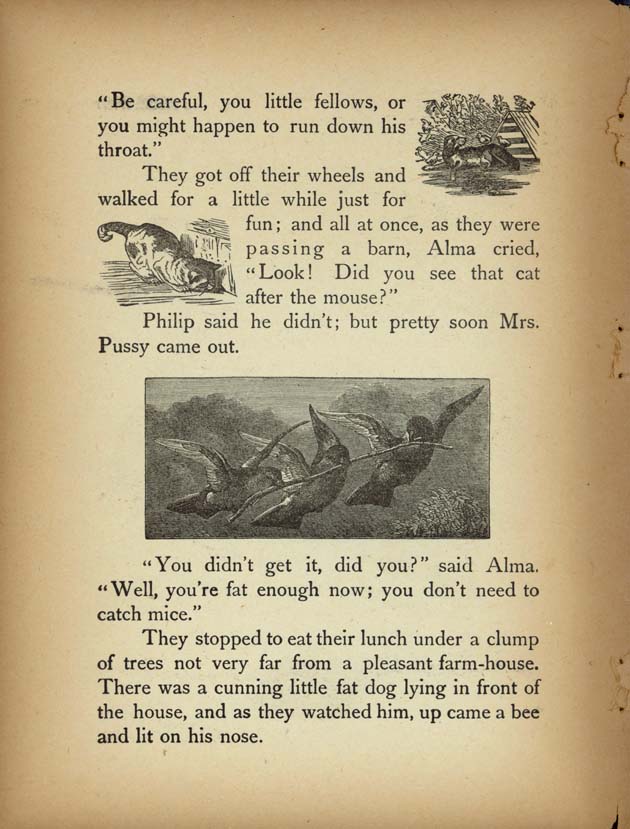 “Be careful, you little fellows, or
you might happen to run down his
throat.”
They got off their wheels and
walked for a little while just for
fun; and all at once, as they were
passing a barn, Alma cried,
“Look! Did you see that cat
after the mouse?”
Philip said he didn't; but pretty soon Mrs.
Pussy came out.
“You didn't get it, did you?” said Alma.
“Well, you're fat enough now; you don't need to
catch mice.”
They stopped to eat their lunch under a clump
of trees not very far from a pleasant farm-house.
There was a cunning little fat dog lying in front of
the house, and as they watched him, up came a bee
and lit on his nose.